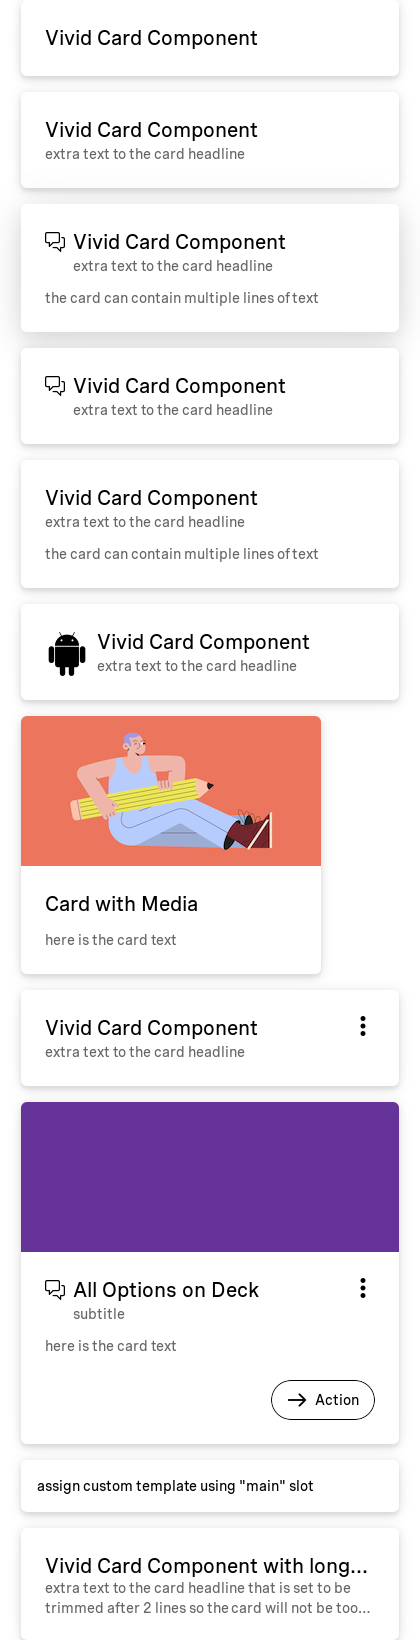 Vivid Card Component
Vivid Card Component
extra text to the card headline
Vivid Card Component
extra text to the card headline
the card can contain multiple lines of text
Vivid Card Component
extra text to the card headline
Vivid Card Component
extra text to the card headline
the card can contain multiple lines of text
Vivid Card Component
extra text to the card headline
Card with Media
here is the card text
Vivid Card Component
extra text to the card headline
All Options on Deck
subtitle
here is the card text
Action
assign custom template using "main" slot
Vivid Card Component with long...
extra text to the card headline that is set to be
trimmed after 2 lines so the card will not be too...